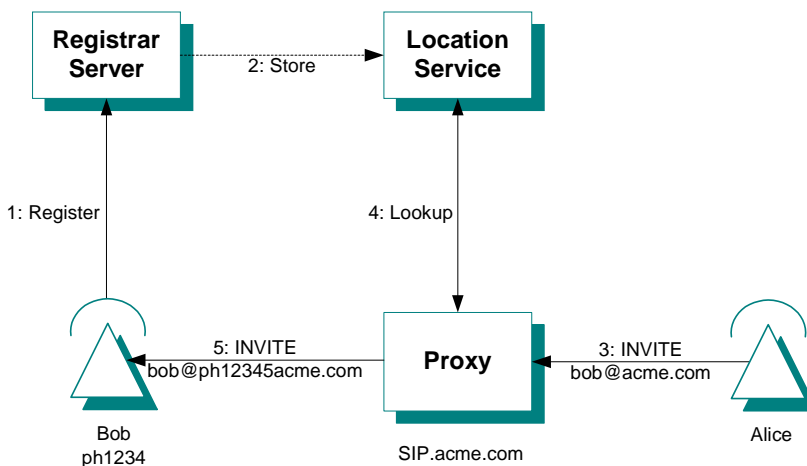 Registrar
Server
2: Store
Location
Service
1: Register
4: Lookup
5: INVITE
bob@ph12345acme.com
Proxy
3: INVITE
bob@acme.com
Bob
ph1234
SIP.acme.com
Alice